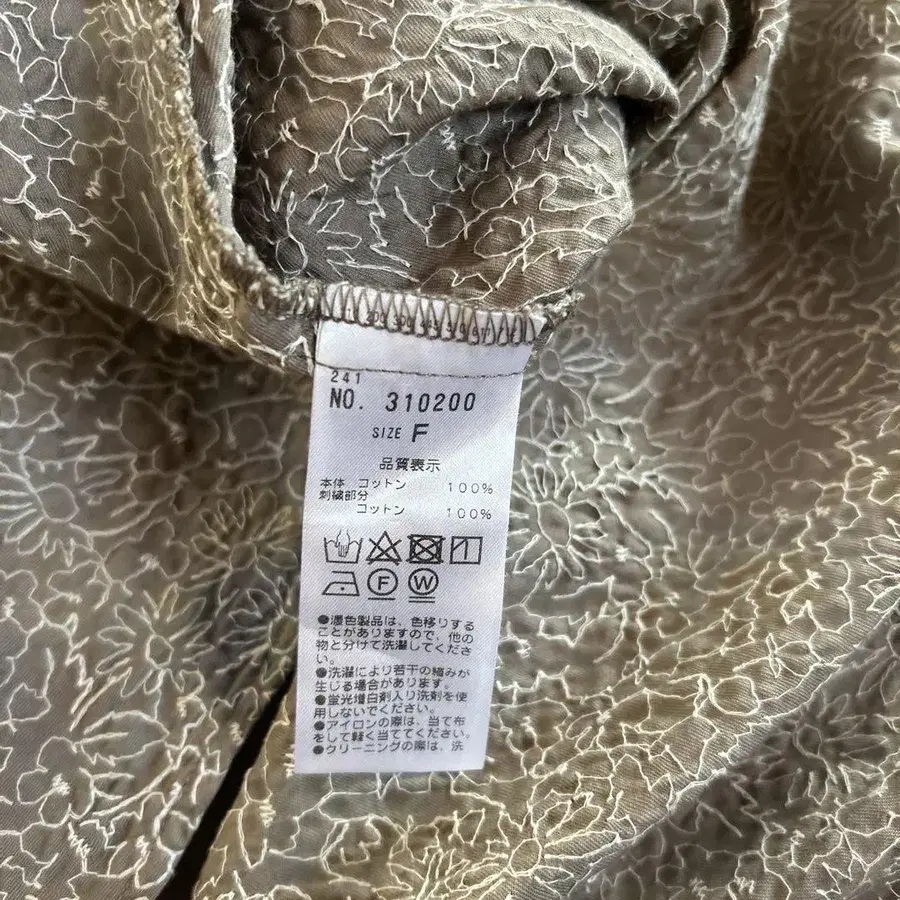 241
NO. 310200
SIZE F
品質表示
本体 コットン 100%
刺繍部分
コットン 100%
F W
●濃色製品は、色移りする
ことがありますので、他の
物と分けて洗濯してくださ
い。
●洗濯により若干の縮みが
生じる場合があります。
●蛍光増白剤入り洗剤を使
用しないでください。
●アイロンの際は、当て布
をして軽く当ててください。
●クリーニングの際は、洗